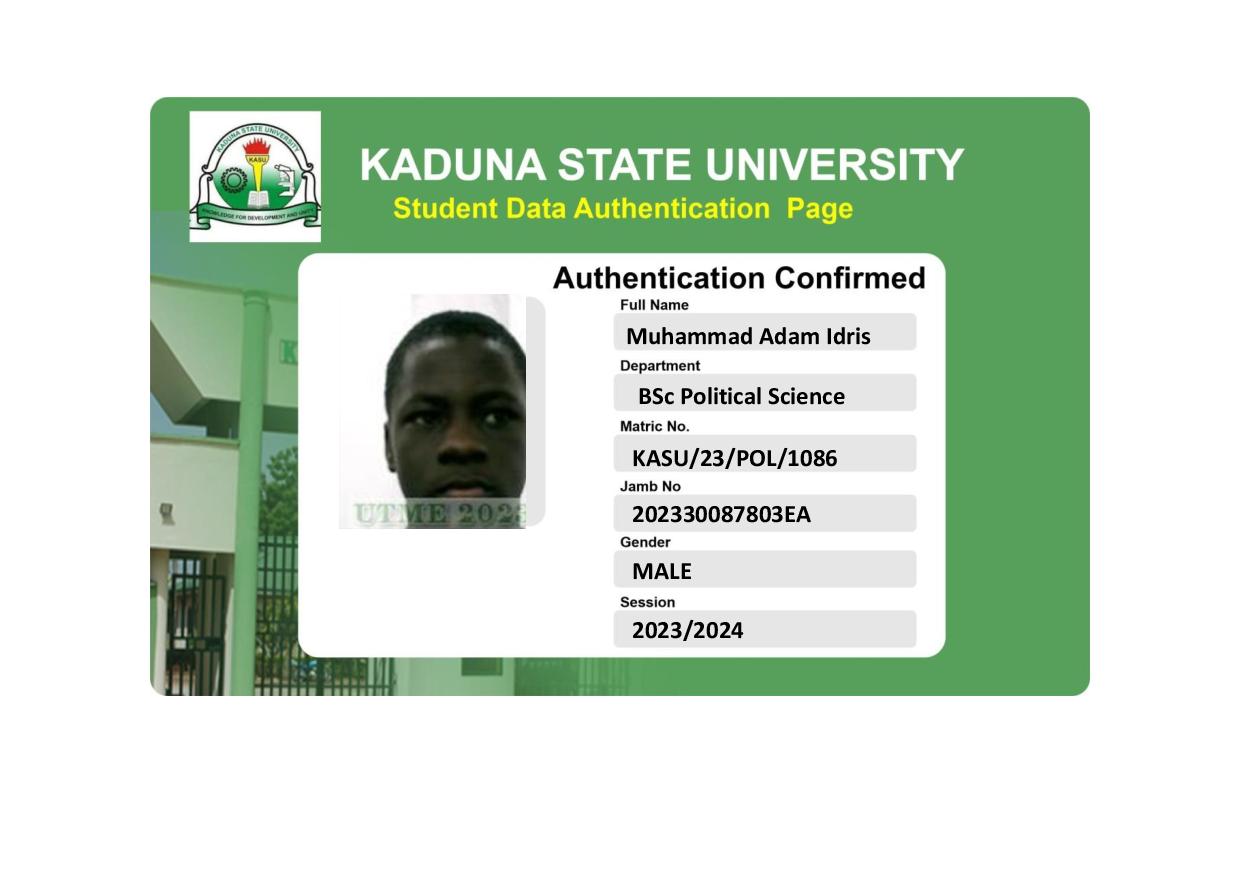 KADUNA STATE UNIVERSITY
KASU
KNOWLEDGE FOR DEVELOPMENT AND UNITY
KADUNA STATE UNIVERSITY
Student Data Authentication Page
Authentication Confirmed
Full Name
Muhammad Adam Idris
Department
BSc Political Science
Matric No.
KASU/23/POL/1086
Jamb No
202330087803EA
Gender
MALE
Session
2023/2024
UTME 2023
K